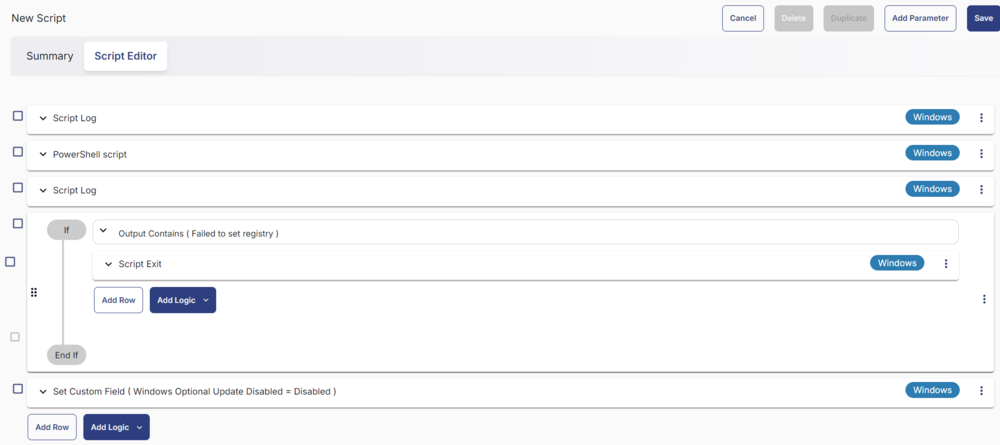 New Script
Cancel Delete Duplicate Add Parameter Save
Summary Script Editor
Script Log Windows
PowerShell script Windows
Script Log Windows
If Output Contains ( Failed to set registry )
Script Exit Windows
Add Row Add Logic
End If
Set Custom Field ( Windows Optional Update Disabled = Disabled ) Windows
Add Row Add Logic